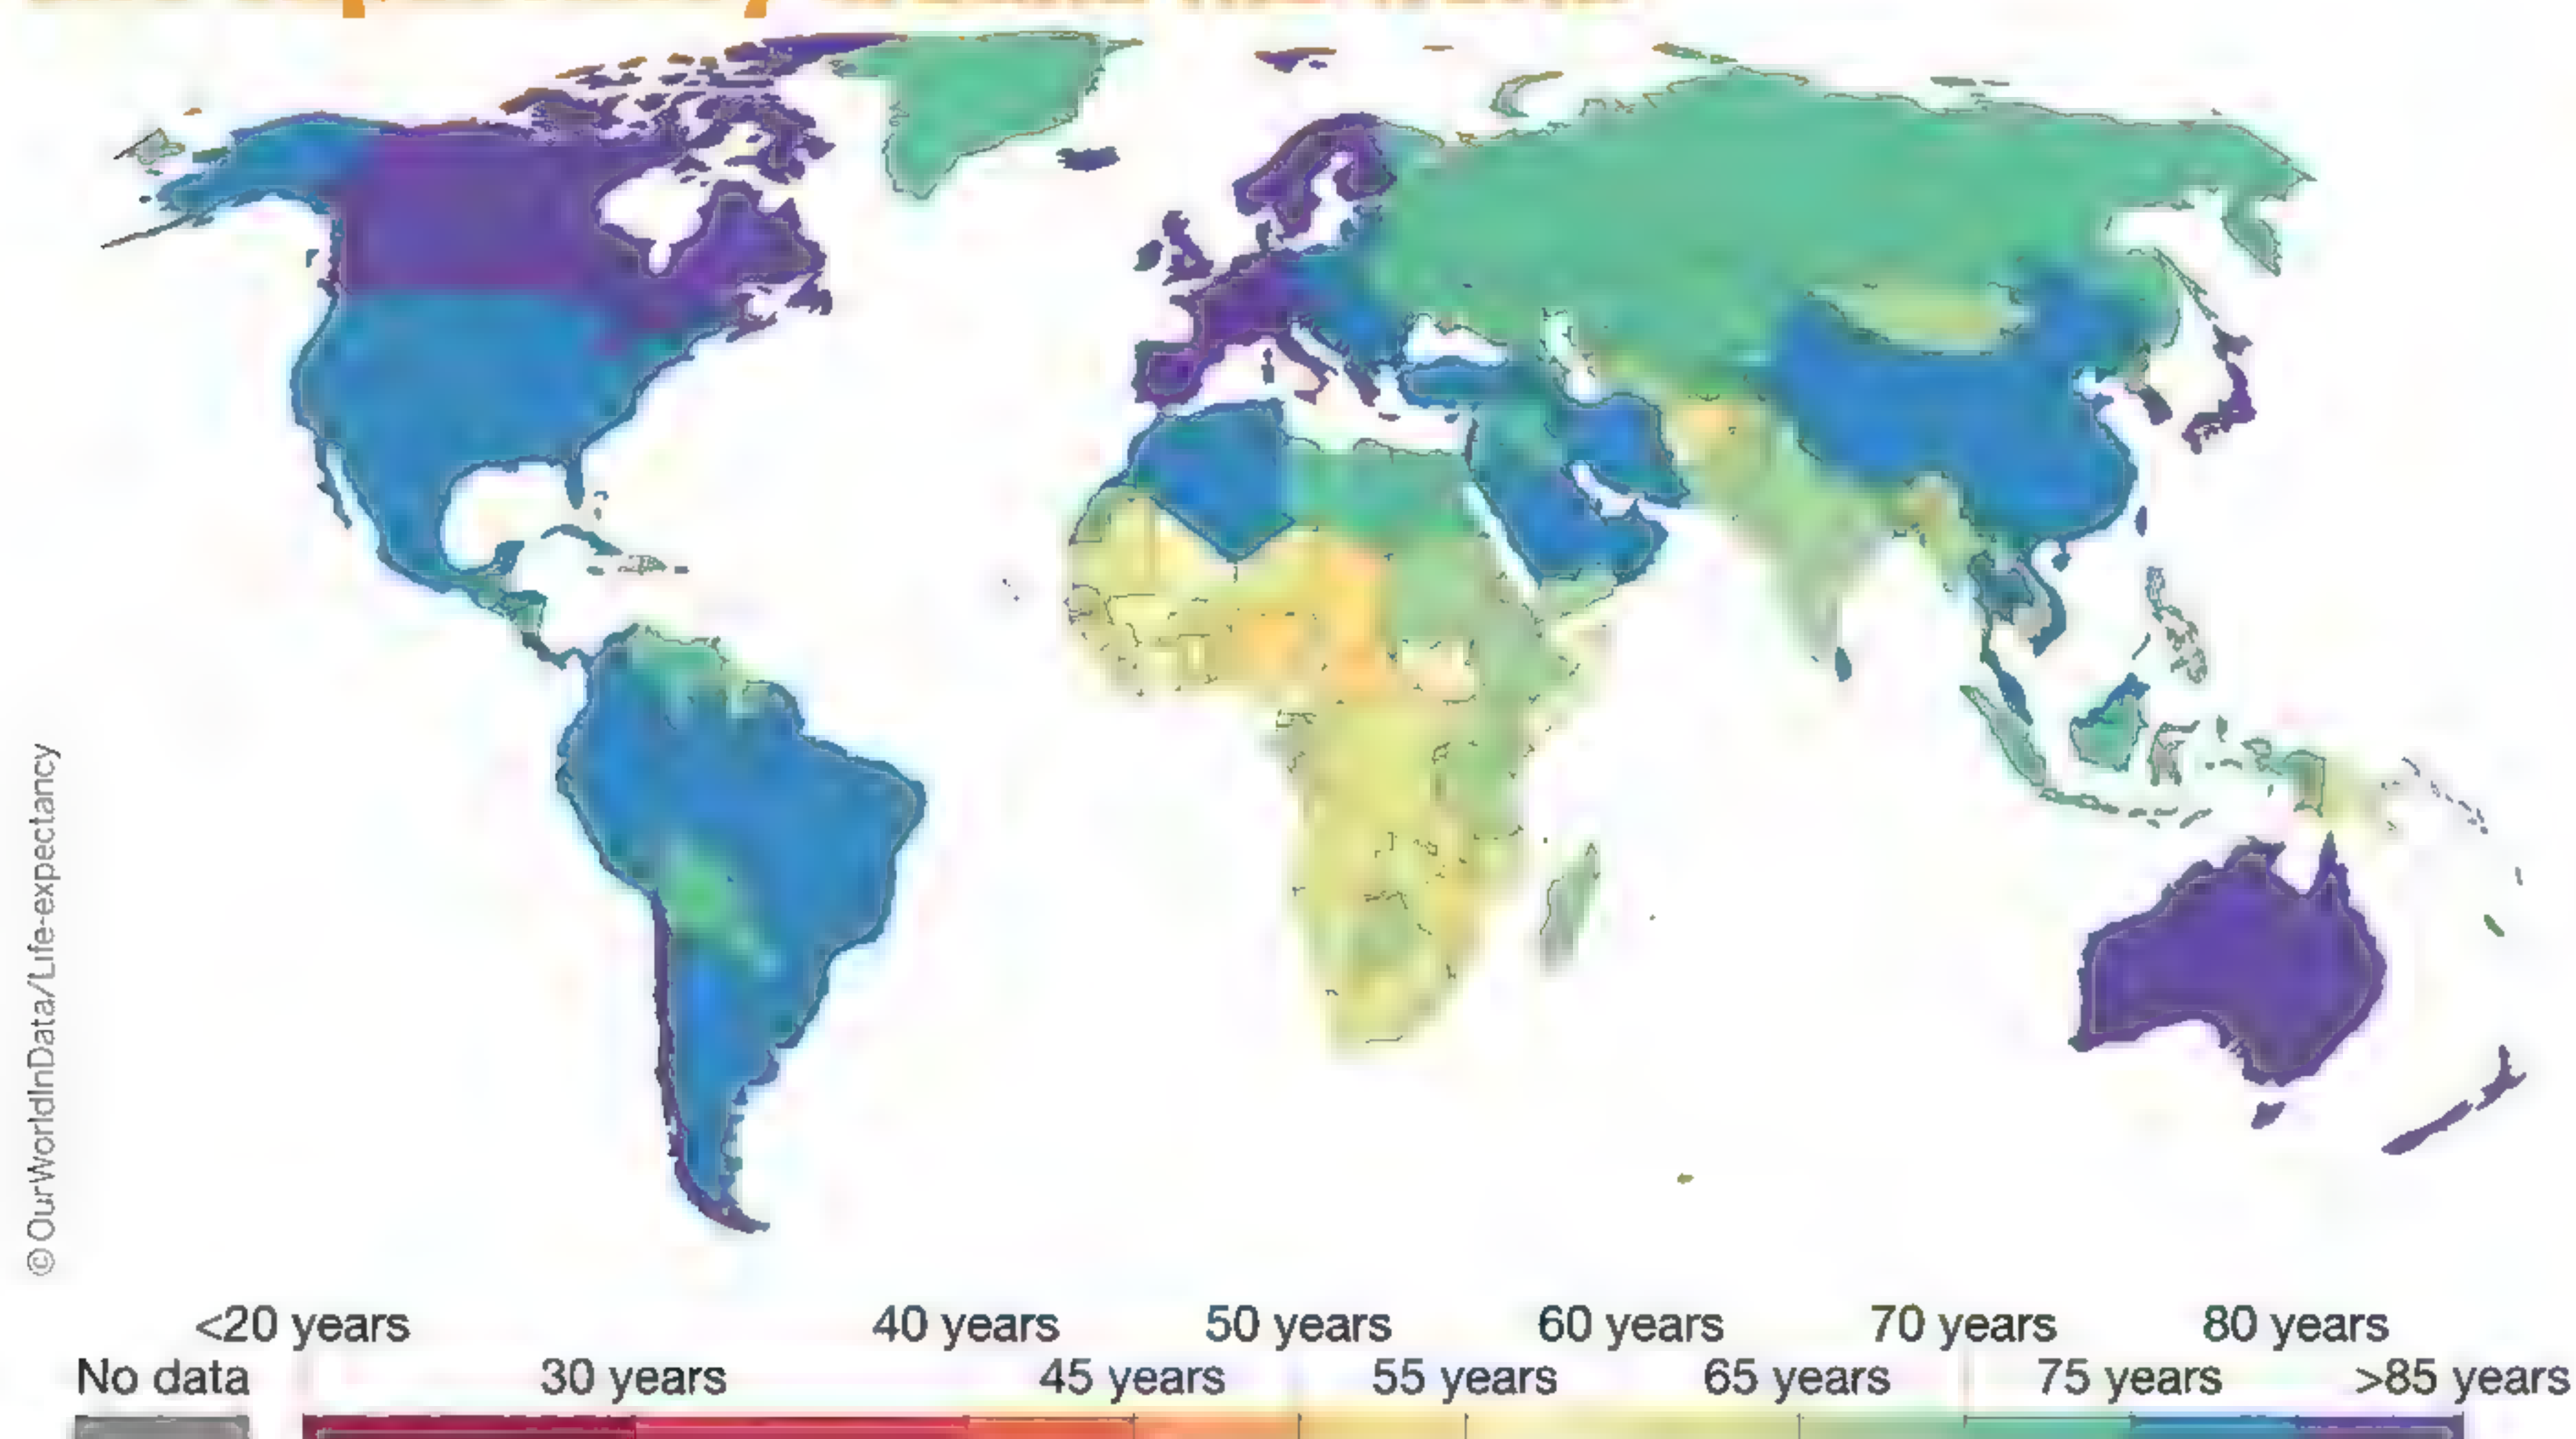 © OurWorldInData/Life-expectancy
<20 years 40 years 50 years 60 years 70 years 80 years
No data 30 years 45 years 55 years 65 years 75 years >85 years